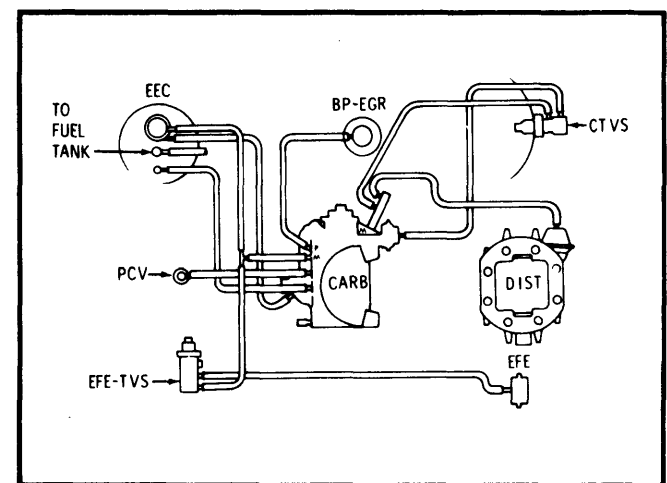 EEC
BP-EGR
TO
FUEL
TANK
CTVS
P
M
M
PCV
CARB
DIST
EFE-TVS
EFE